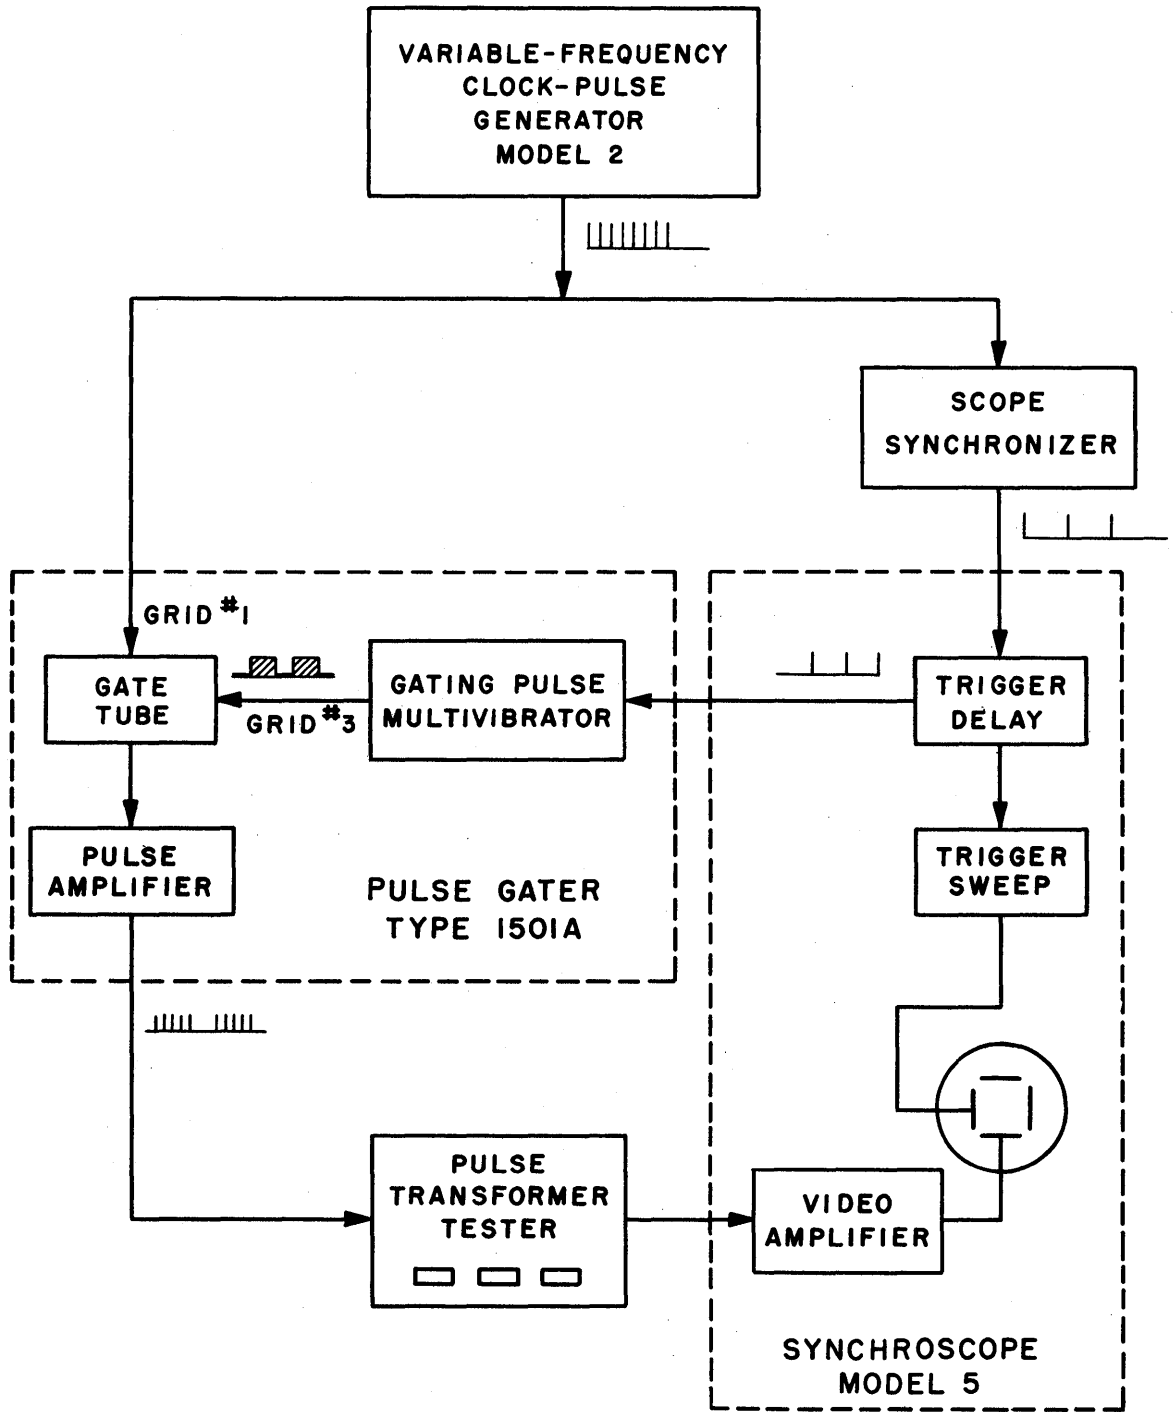 VARIABLE-FREQUENCY
CLOCK-PULSE
GENERATOR
MODEL 2
SCOPE
SYNCHRONIZER
GRID #1
GATE
TUBE
GRID #3
GATING PULSE
MULTIVIBRATOR
TRIGGER
DELAY
PULSE
AMPLIFIER
PULSE GATER
TYPE 1501A
TRIGGER
SWEEP
PULSE
TRANSFORMER
TESTER
VIDEO
AMPLIFIER
SYNCHROSCOPE
MODEL 5